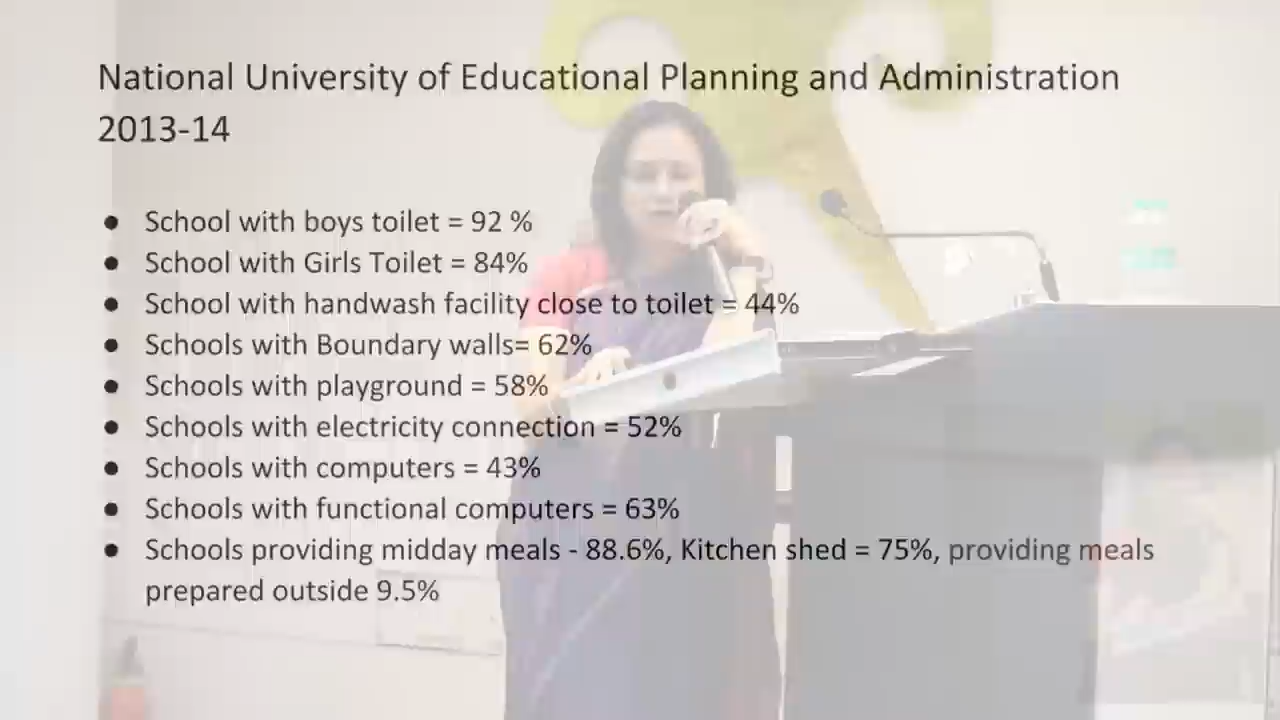 National University of Educational Planning and Administration
2013-14
● School with boys toilet = 92 %
● School with Girls Toilet = 84%
● School with handwash facility close to toilet = 44%
● Schools with Boundary walls= 62%
● Schools with playground = 58%
● Schools with electricity connection = 52%
● Schools with computers = 43%
● Schools with functional computers = 63%
● Schools providing midday meals - 88.6%, Kitchen shed = 75%, providing meals
prepared outside 9.5%